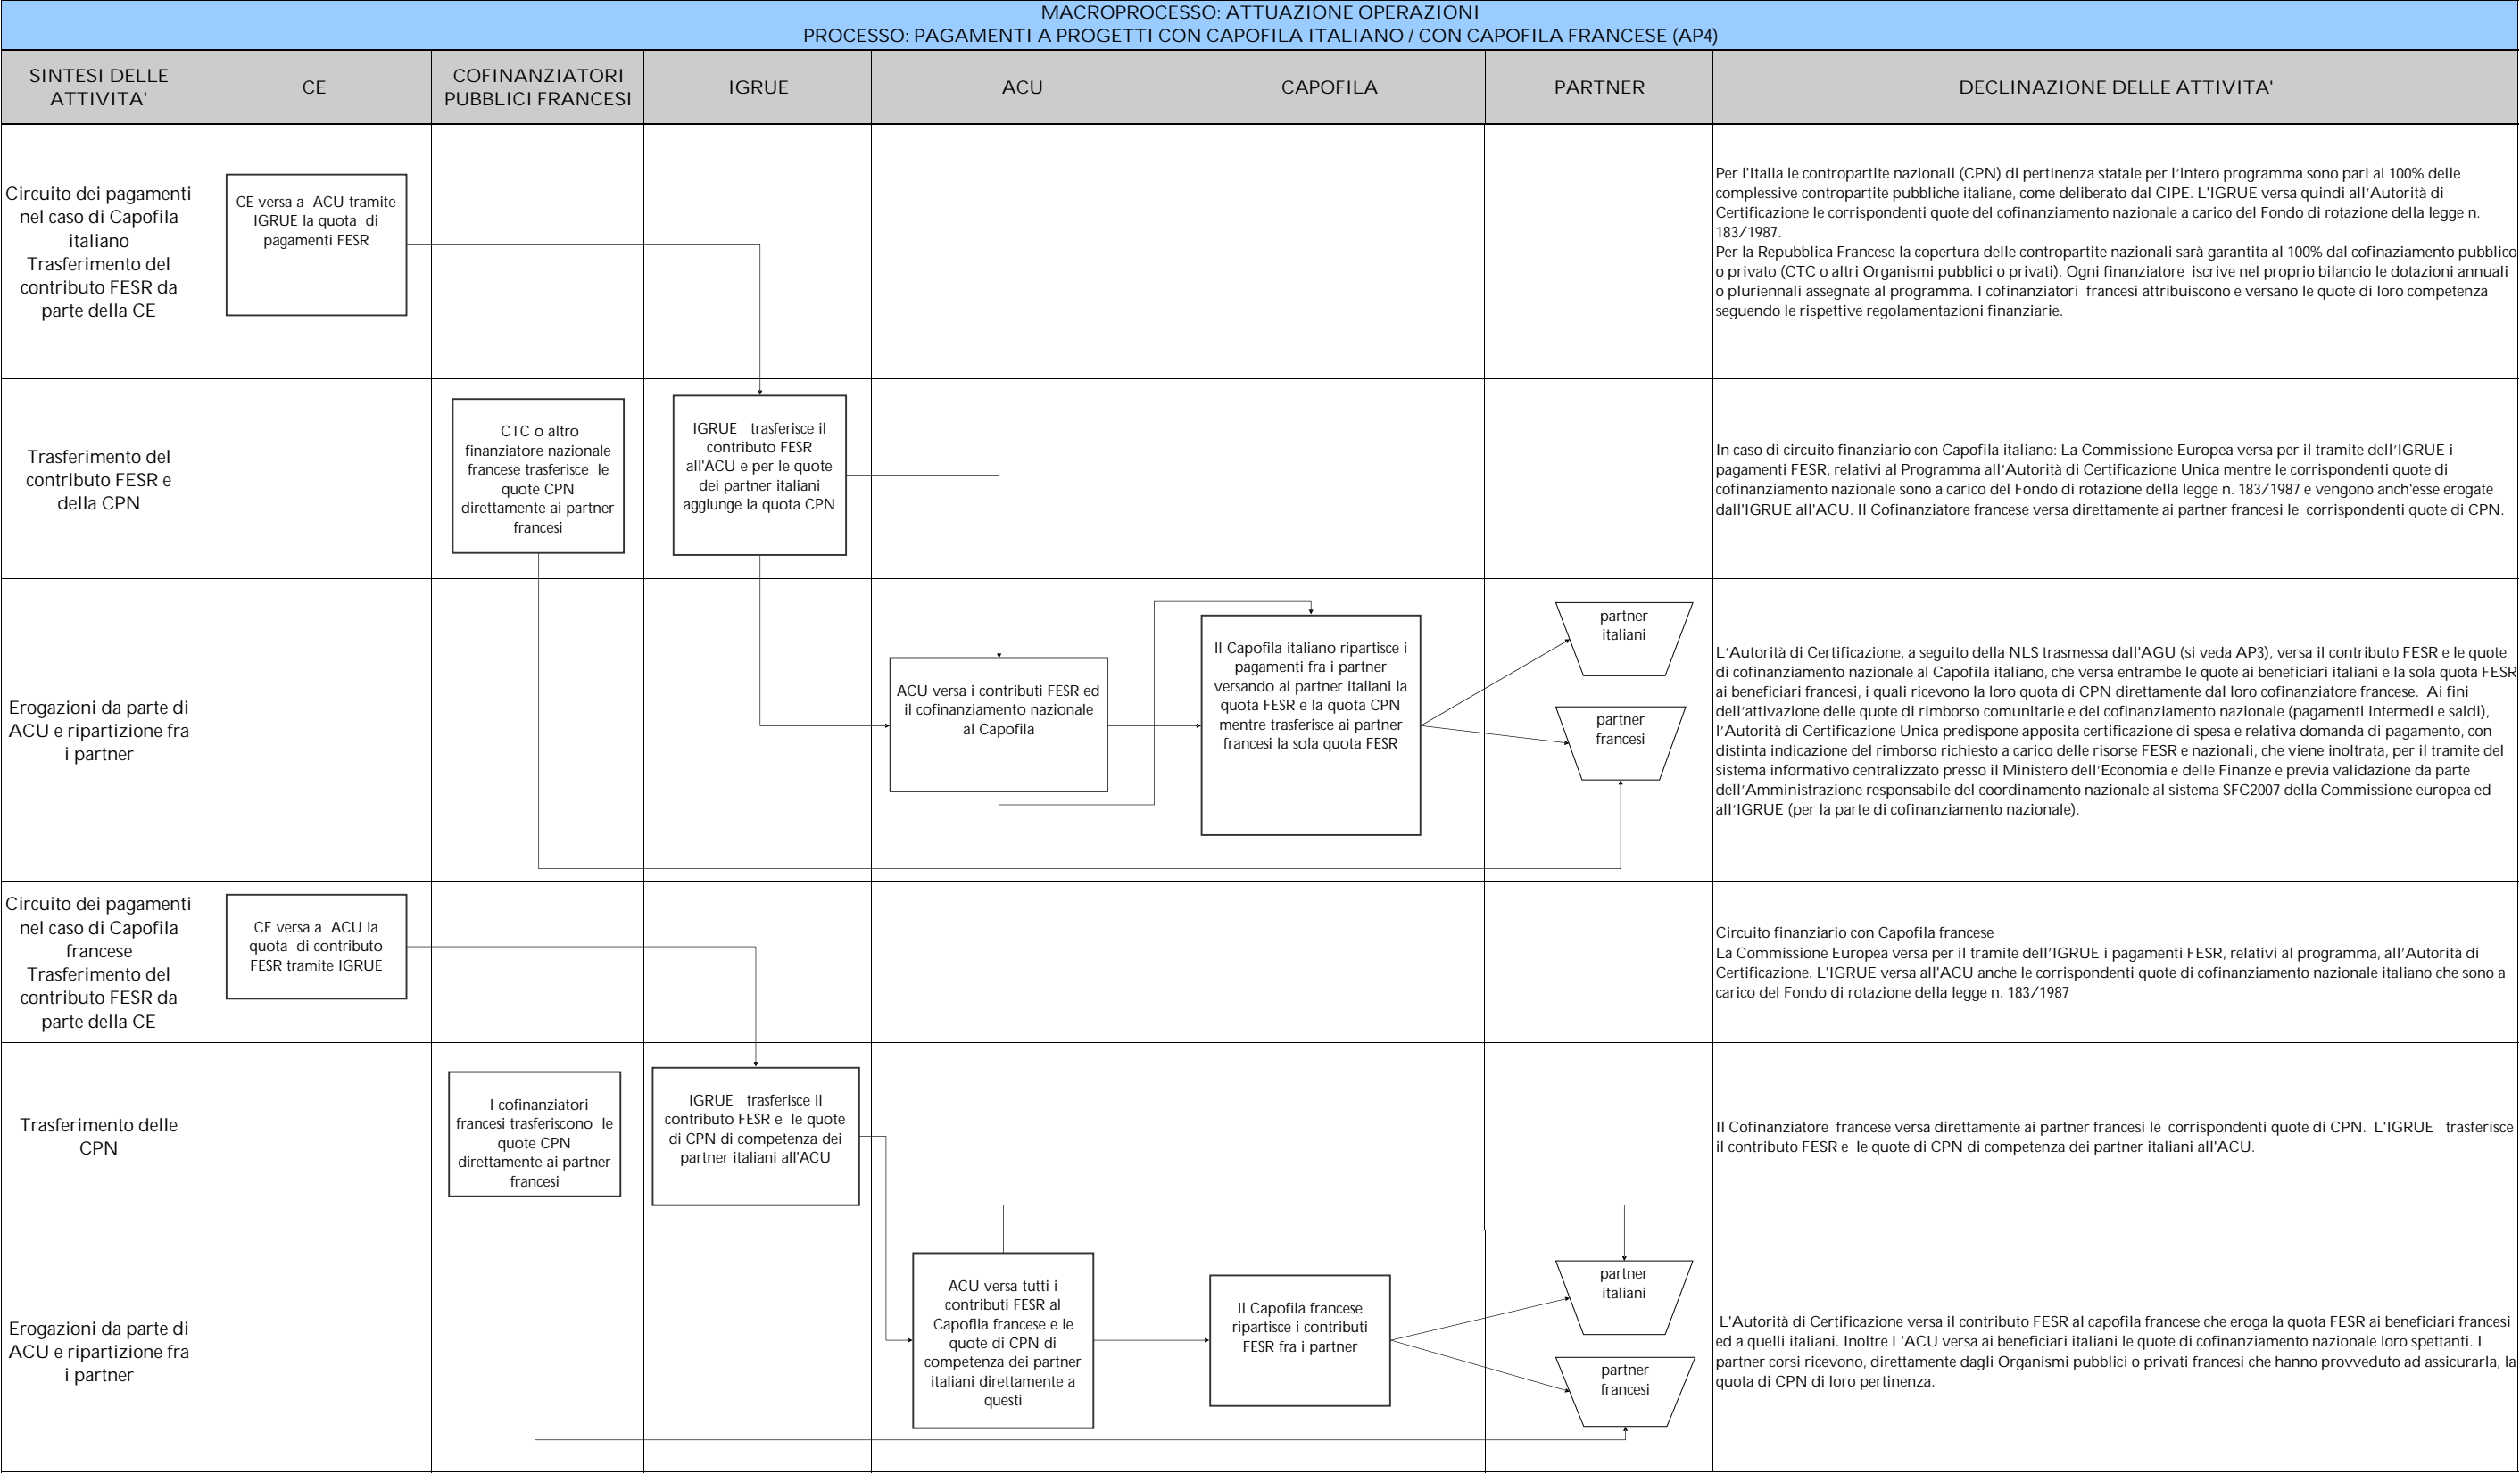 MACROPROCESSO: ATTUAZIONE OPERAZIONI
PROCESSO: PAGAMENTI A PROGETTI CON CAPOFILA ITALIANO / CON CAPOFILA FRANCESE (AP4)
SINTESI DELLE
ATTIVITA'
CE
COFINANZIATORI
PUBBLICI FRANCESI
IGRUE
ACU
CAPOFILA
PARTNER
DECLINAZIONE DELLE ATTIVITA'
Circuito dei pagamenti
nel caso di Capofila
italiano
Trasferimento del
contributo FESR da
parte della CE
CE versa a ACU tramite
IGRUE la quota di
pagamenti FESR
Per l'Italia le contropartite nazionali (CPN) di pertinenza statale per l'intero programma sono pari al 100% delle
complessive contropartite pubbliche italiane, come deliberato dal CIPE. L'IGRUE versa quindi all'Autorità di
Certificazione le corrispondenti quote del cofinanziamento nazionale a carico del Fondo di rotazione della legge n.
183/1987.
Per la Repubblica Francese la copertura delle contropartite nazionali sarà garantita al 100% dal cofinaziamento pubblico
o privato (CTC o altri Organismi pubblici o privati). Ogni finanziatore iscrive nel proprio bilancio le dotazioni annuali
o pluriennali assegnate al programma. I cofinanziatori francesi attribuiscono e versano le quote di loro competenza
seguendo le rispettive regolamentazioni finanziarie.
Trasferimento del
contributo FESR e
della CPN
CTC o altro
finanziatore nazionale
francese trasferisce le
quote CPN
direttamente ai partner
francesi
IGRUE trasferisce il
contributo FESR
all'ACU e per le quote
dei partner italiani
aggiunge la quota CPN
In caso di circuito finanziario con Capofila italiano: La Commissione Europea versa per il tramite dell'IGRUE i
pagamenti FESR, relativi al Programma all'Autorità di Certificazione Unica mentre le corrispondenti quote di
cofinanziamento nazionale sono a carico del Fondo di rotazione della legge n. 183/1987 e vengono anch'esse erogate
dall'IGRUE all'ACU. Il Cofinanziatore francese versa direttamente ai partner francesi le corrispondenti quote di CPN.
Erogazioni da parte di
ACU e ripartizione fra
i partner
ACU versa i contributi FESR ed
il cofinanziamento nazionale
al Capofila
Il Capofila italiano ripartisce i
pagamenti fra i partner
versando ai partner italiani la
quota FESR e la quota CPN
mentre trasferisce ai partner
francesi la sola quota FESR
partner
italiani
partner
francesi
L'Autorità di Certificazione, a seguito della NLS trasmessa dall'AGU (si veda AP3), versa il contributo FESR e le quote
di cofinanziamento nazionale al Capofila italiano, che versa entrambe le quote ai beneficiari italiani e la sola quota FESR
ai beneficiari francesi, i quali ricevono la loro quota di CPN direttamente dal loro cofinanziatore francese. Ai fini
dell'attivazione delle quote di rimborso comunitarie e del cofinanziamento nazionale (pagamenti intermedi e saldi),
l'Autorità di Certificazione Unica predispone apposita certificazione di spesa e relativa domanda di pagamento, con
distinta indicazione del rimborso richiesto a carico delle risorse FESR e nazionali, che viene inoltrata, per il tramite del
sistema informativo centralizzato presso il Ministero dell'Economia e delle Finanze e previa validazione da parte
dell'Amministrazione responsabile del coordinamento nazionale al sistema SFC2007 della Commissione europea ed
all'IGRUE (per la parte di cofinanziamento nazionale).
Circuito dei pagamenti
nel caso di Capofila
francese
Trasferimento del
contributo FESR da
parte della CE
CE versa a ACU la
quota di contributo
FESR tramite IGRUE
Circuito finanziario con Capofila francese
La Commissione Europea versa per il tramite dell'IGRUE i pagamenti FESR, relativi al programma, all'Autorità di
Certificazione. L'IGRUE versa all'ACU anche le corrispondenti quote di cofinanziamento nazionale italiano che sono a
carico del Fondo di rotazione della legge n. 183/1987
Trasferimento delle
CPN
I cofinanziatori
francesi trasferiscono le
quote CPN
direttamente ai partner
francesi
IGRUE trasferisce il
contributo FESR e le quote
di CPN di competenza dei
partner italiani all'ACU
Il Cofinanziatore francese versa direttamente ai partner francesi le corrispondenti quote di CPN. L'IGRUE trasferisce
il contributo FESR e le quote di CPN di competenza dei partner italiani all'ACU.
Erogazioni da parte di
ACU e ripartizione fra
i partner
ACU versa tutti i
contributi FESR al
Capofila francese e le
quote di CPN di
competenza dei partner
italiani direttamente a
questi
Il Capofila francese
ripartisce i contributi
FESR fra i partner
partner
italiani
partner
francesi
L'Autorità di Certificazione versa il contributo FESR al capofila francese che eroga la quota FESR ai beneficiari francesi
ed a quelli italiani. Inoltre L'ACU versa ai beneficiari italiani le quote di cofinanziamento nazionale loro spettanti. I
partner corsi ricevono, direttamente dagli Organismi pubblici o privati francesi che hanno provveduto ad assicurarla, la
quota di CPN di loro pertinenza.